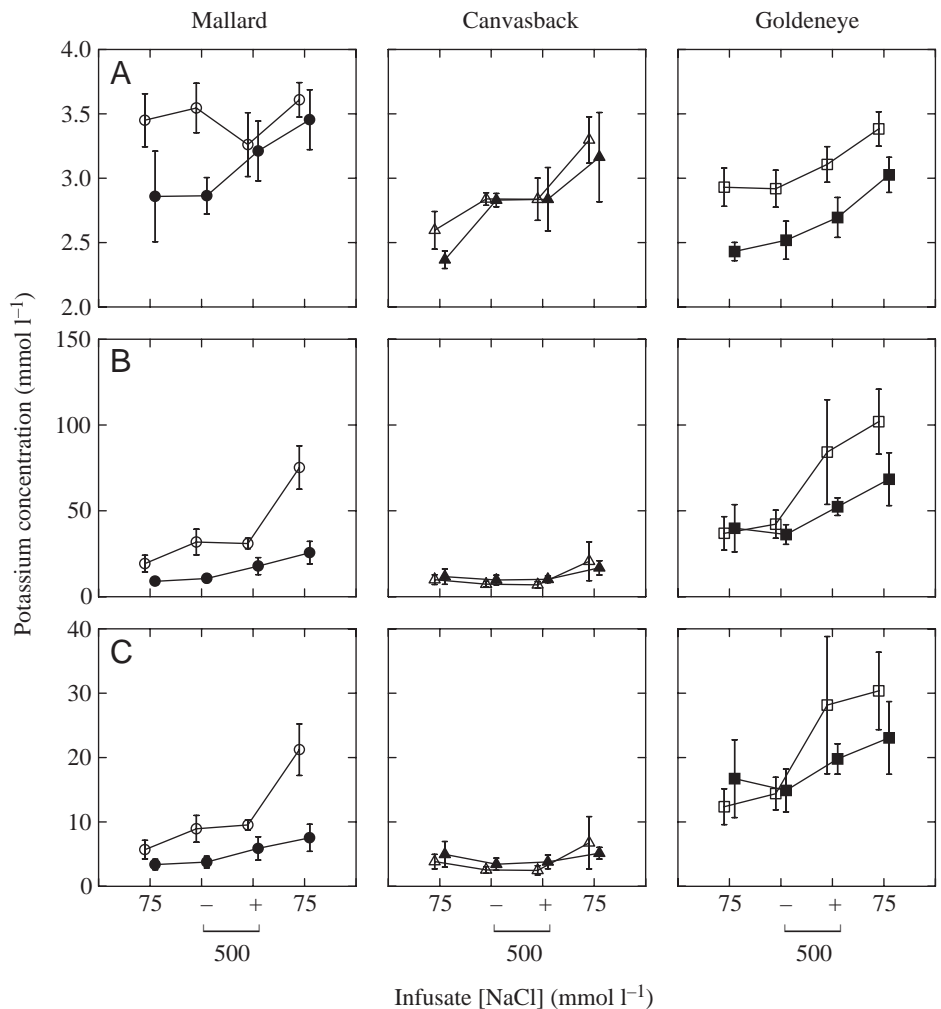 Mallard Canvasback Goldeneye
A
4.0
3.5
3.0
2.5
2.0
B
150
100
50
0
C
40
30
20
10
0
Potassium concentration (mmol l⁻¹)
75 – + 75 75 – + 75 75 – + 75
500 500 500
Infusate [NaCl] (mmol l⁻¹)